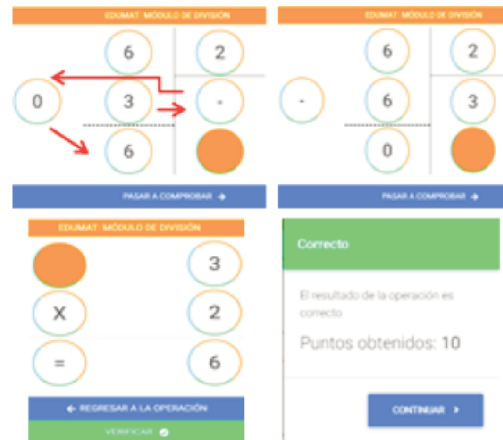 EDUMAT: MÓDULO DE DIVISIÓN
6 2
0 3 -
6
PASAR A COMPROBAR →
EDUMAT: MÓDULO DE DIVISIÓN
6 2
- 6 3
0
PASAR A COMPROBAR →
EDUMAT: MÓDULO DE DIVISIÓN
3
X 2
= 6
← REGRESAR A LA OPERACIÓN
VERIFICAR
Correcto
El resultado de la operación es
correcto
Puntos obtenidos: 10
CONTINUAR >